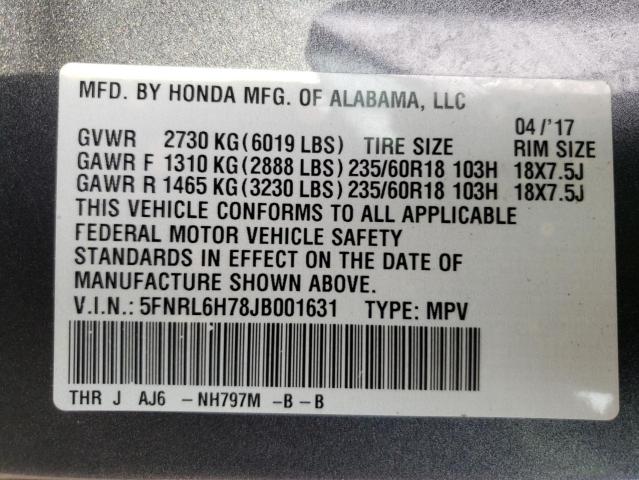 MFD. BY HONDA MFG. OF ALABAMA, LLC
04/'17
GVWR 2730 KG(6019 LBS) TIRE SIZE RIM SIZE
GAWR F 1310 KG(2888 LBS) 235/60R18 103H 18X7.5J
GAWR R 1465 KG(3230 LBS) 235/60R18 103H 18X7.5J
THIS VEHICLE CONFORMS TO ALL APPLICABLE
FEDERAL MOTOR VEHICLE SAFETY
STANDARDS IN EFFECT ON THE DATE OF
MANUFACTURE SHOWN ABOVE.
V.I.N.: 5FNRL6H78JB001631 TYPE: MPV
THR J AJ6 -NH797M -B-B